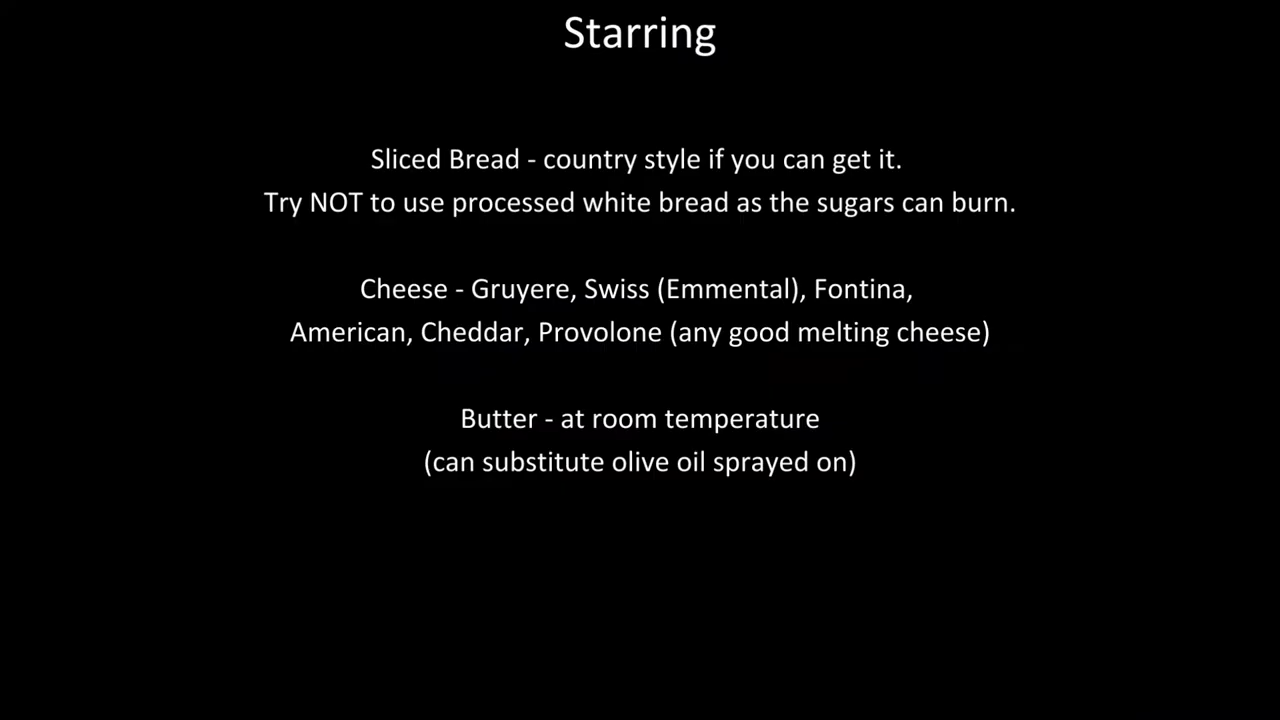 Starring
Sliced Bread - country style if you can get it.
Try NOT to use processed white bread as the sugars can burn.
Cheese - Gruyere, Swiss (Emmental), Fontina,
American, Cheddar, Provolone (any good melting cheese)
Butter - at room temperature
(can substitute olive oil sprayed on)